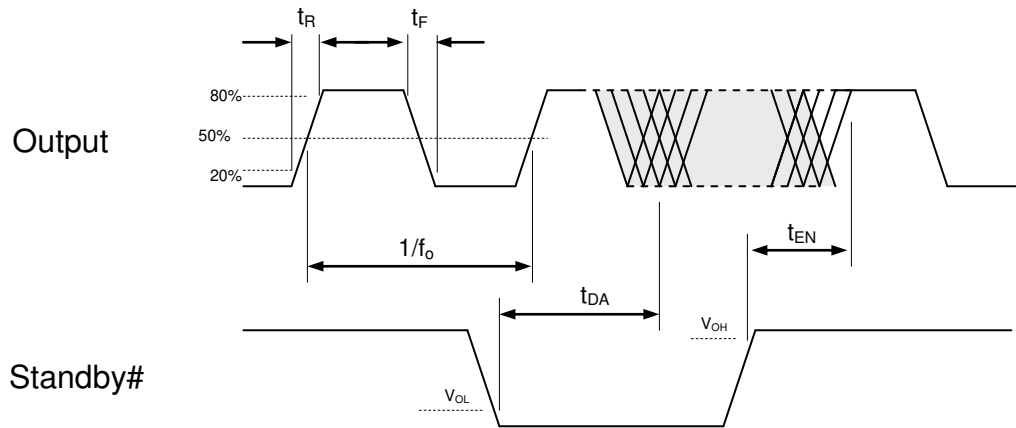 tR
tF
80%
Output
50%
20%
1/fo
tEN
tDA
VOH
Standby#
VOL